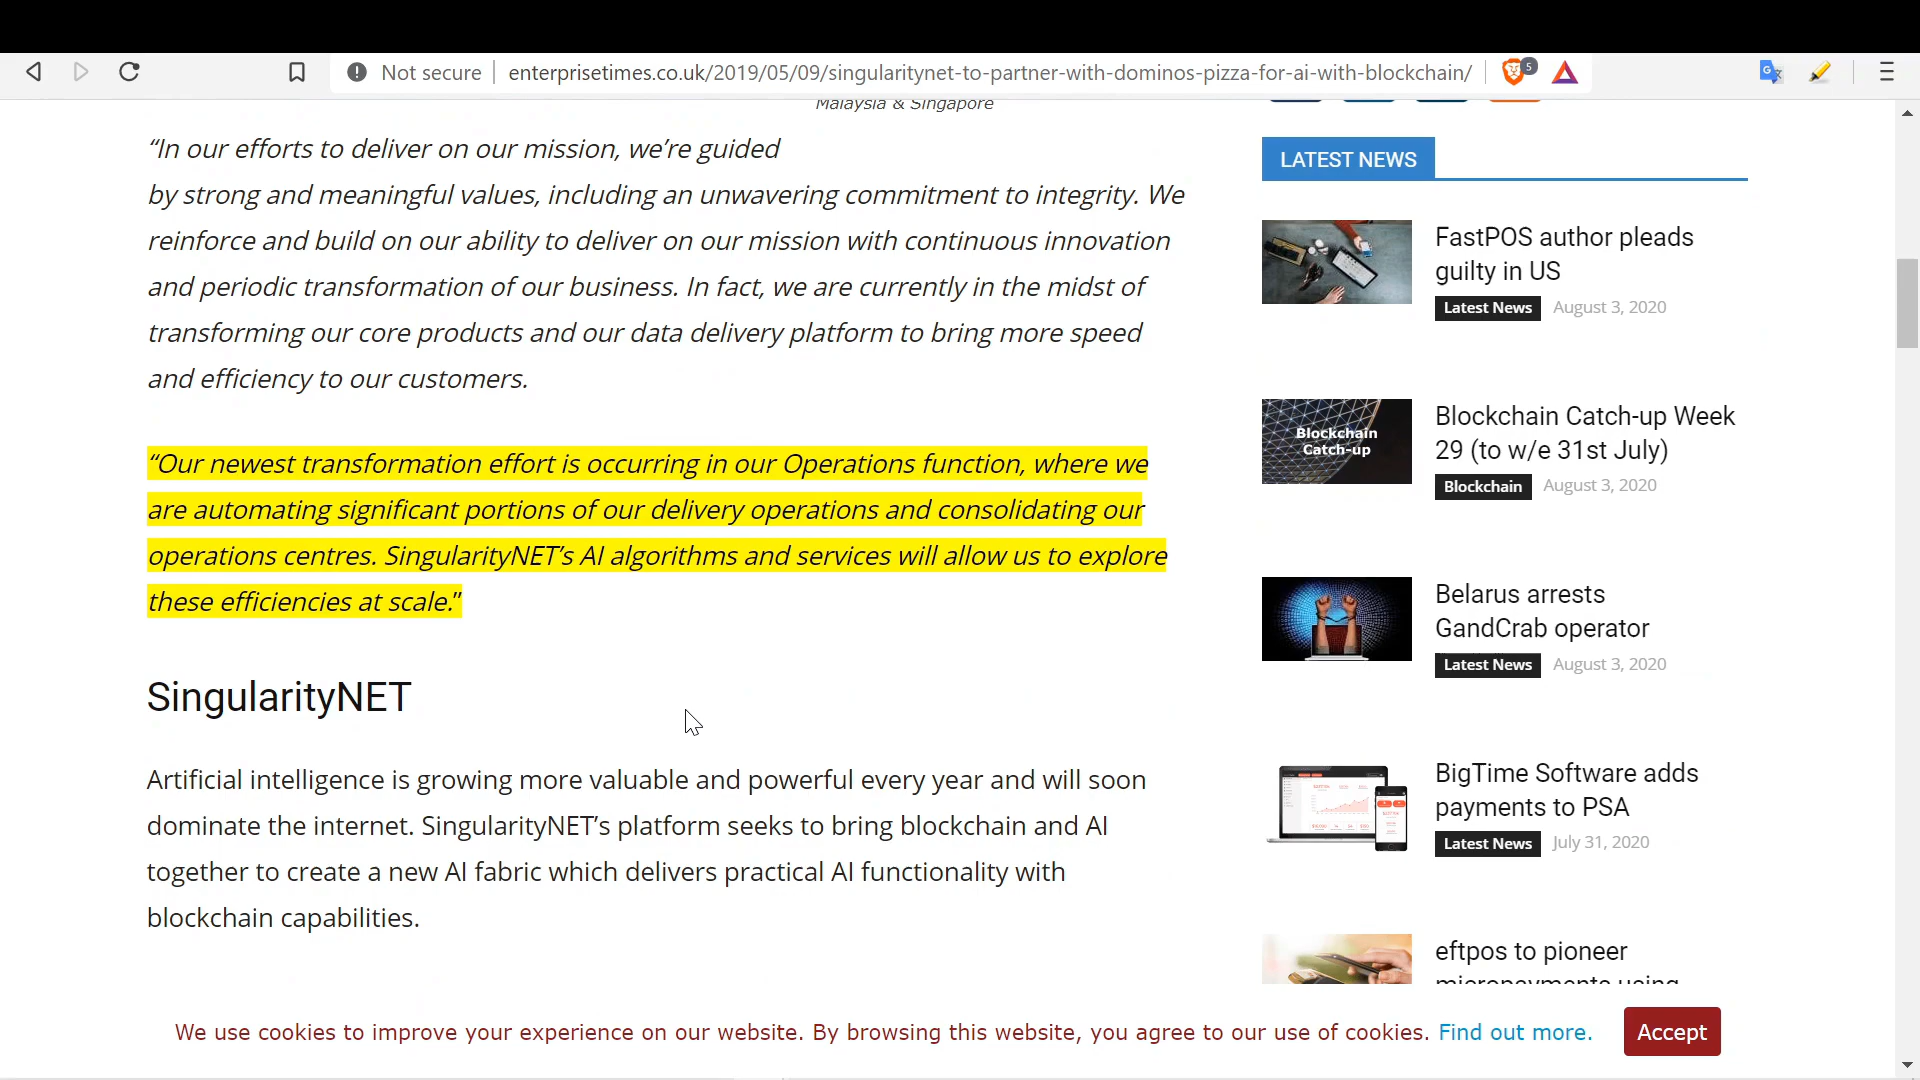 Not secure
enterprisetimes.co.uk/2019/05/09/singularitynet-to-partner-with-dominos-pizza-for-ai-with-blockchain/
5
Malaysia & Singapore
“In our efforts to deliver on our mission, we’re guided
by strong and meaningful values, including an unwavering commitment to integrity. We
reinforce and build on our ability to deliver on our mission with continuous innovation
and periodic transformation of our business. In fact, we are currently in the midst of
transforming our core products and our data delivery platform to bring more speed
and efficiency to our customers.
“Our newest transformation effort is occurring in our Operations function, where we
are automating significant portions of our delivery operations and consolidating our
operations centres. SingularityNET’s AI algorithms and services will allow us to explore
these efficiencies at scale.”
SingularityNET
Artificial intelligence is growing more valuable and powerful every year and will soon
dominate the internet. SingularityNET’s platform seeks to bring blockchain and AI
together to create a new AI fabric which delivers practical AI functionality with
blockchain capabilities.
LATEST NEWS
FastPOS author pleads
guilty in US
Latest News August 3, 2020
Blockchain
Catch-up
Blockchain Catch-up Week
29 (to w/e 31st July)
Blockchain August 3, 2020
Belarus arrests
GandCrab operator
Latest News August 3, 2020
BigTime Software adds
payments to PSA
Latest News July 31, 2020
eftpos to pioneer
micropayments using
We use cookies to improve your experience on our website. By browsing this website, you agree to our use of cookies. Find out more.
Accept